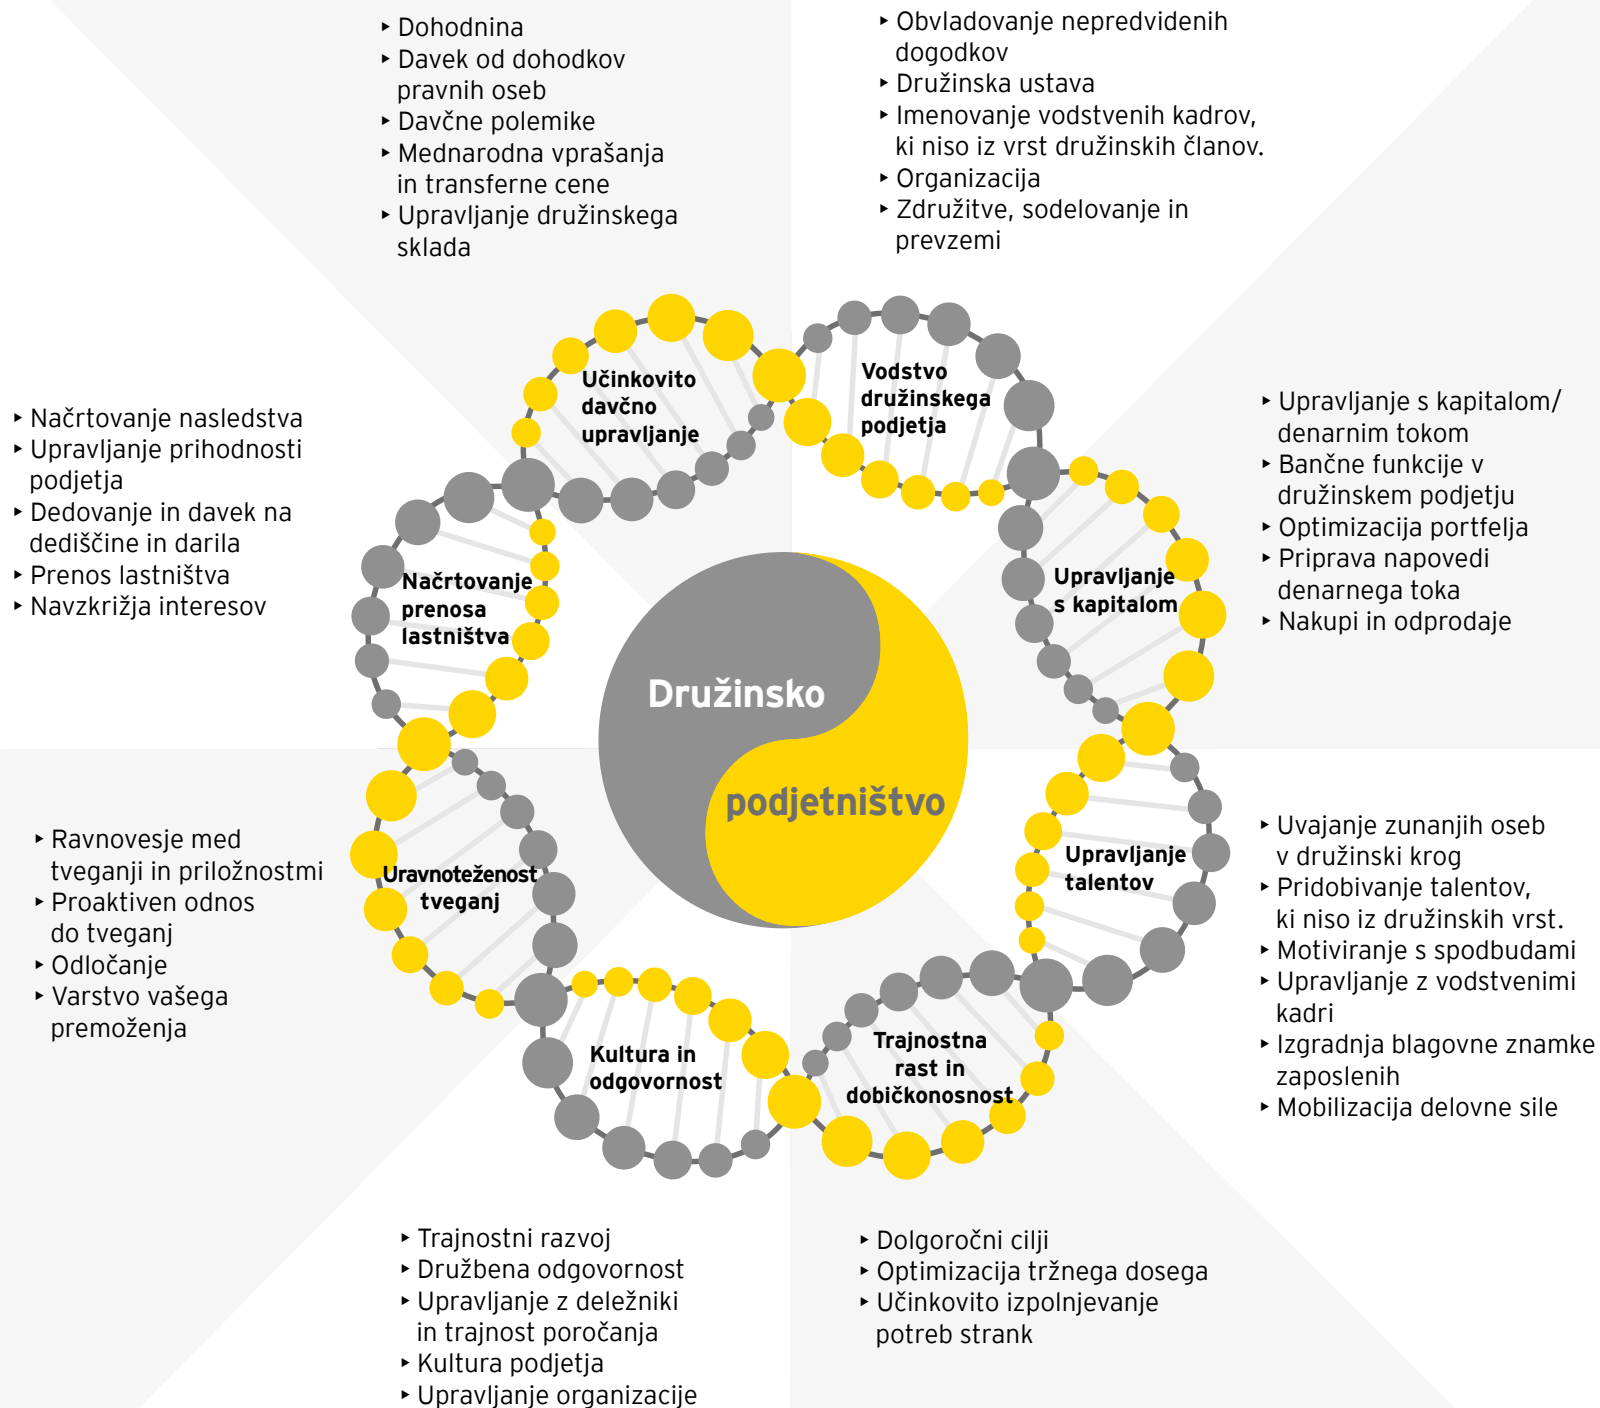 ‣ Dohodnina
‣ Davek od dohodkov
pravnih oseb
‣ Davčne polemike
‣ Mednarodna vprašanja
in transferne cene
‣ Upravljanje družinskega
sklada
‣ Obvladovanje nepredvidenih
dogodkov
‣ Družinska ustava
‣ Imenovanje vodstvenih kadrov,
ki niso iz vrst družinskih članov.
‣ Organizacija
‣ Združitve, sodelovanje in
prevzemi
‣ Načrtovanje nasledstva
‣ Upravljanje prihodnosti
podjetja
‣ Dedovanje in davek na
dediščine in darila
‣ Prenos lastništva
‣ Navzkrižja interesov
Učinkovito
davčno
upravljanje
Vodstvo
družinskega
podjetja
‣ Upravljanje s kapitalom/
denarnim tokom
‣ Bančne funkcije v
družinskem podjetju
‣ Optimizacija portfelja
‣ Priprava napovedi
denarnega toka
‣ Nakupi in odprodaje
Načrtovanje
prenosa
lastništva
Upravljanje
s kapitalom
Družinsko
podjetništvo
‣ Ravnovesje med
tveganji in priložnostmi
‣ Proaktiven odnos
do tveganj
‣ Odločanje
‣ Varstvo vašega
premoženja
Uravnoteženost
tveganj
Upravljanje
talentov
‣ Uvajanje zunanjih oseb
v družinski krog
‣ Pridobivanje talentov,
ki niso iz družinskih vrst.
‣ Motiviranje s spodbudami
‣ Upravljanje z vodstvenimi
kadri
‣ Izgradnja blagovne znamke
zaposlenih
‣ Mobilizacija delovne sile
Kultura in
odgovornost
Trajnostna
rast in
dobičkonosnost
‣ Trajnostni razvoj
‣ Družbena odgovornost
‣ Upravljanje z deležniki
in trajnost poročanja
‣ Kultura podjetja
‣ Upravljanje organizacije
‣ Dolgoročni cilji
‣ Optimizacija tržnega dosega
‣ Učinkovito izpolnjevanje
potreb strank